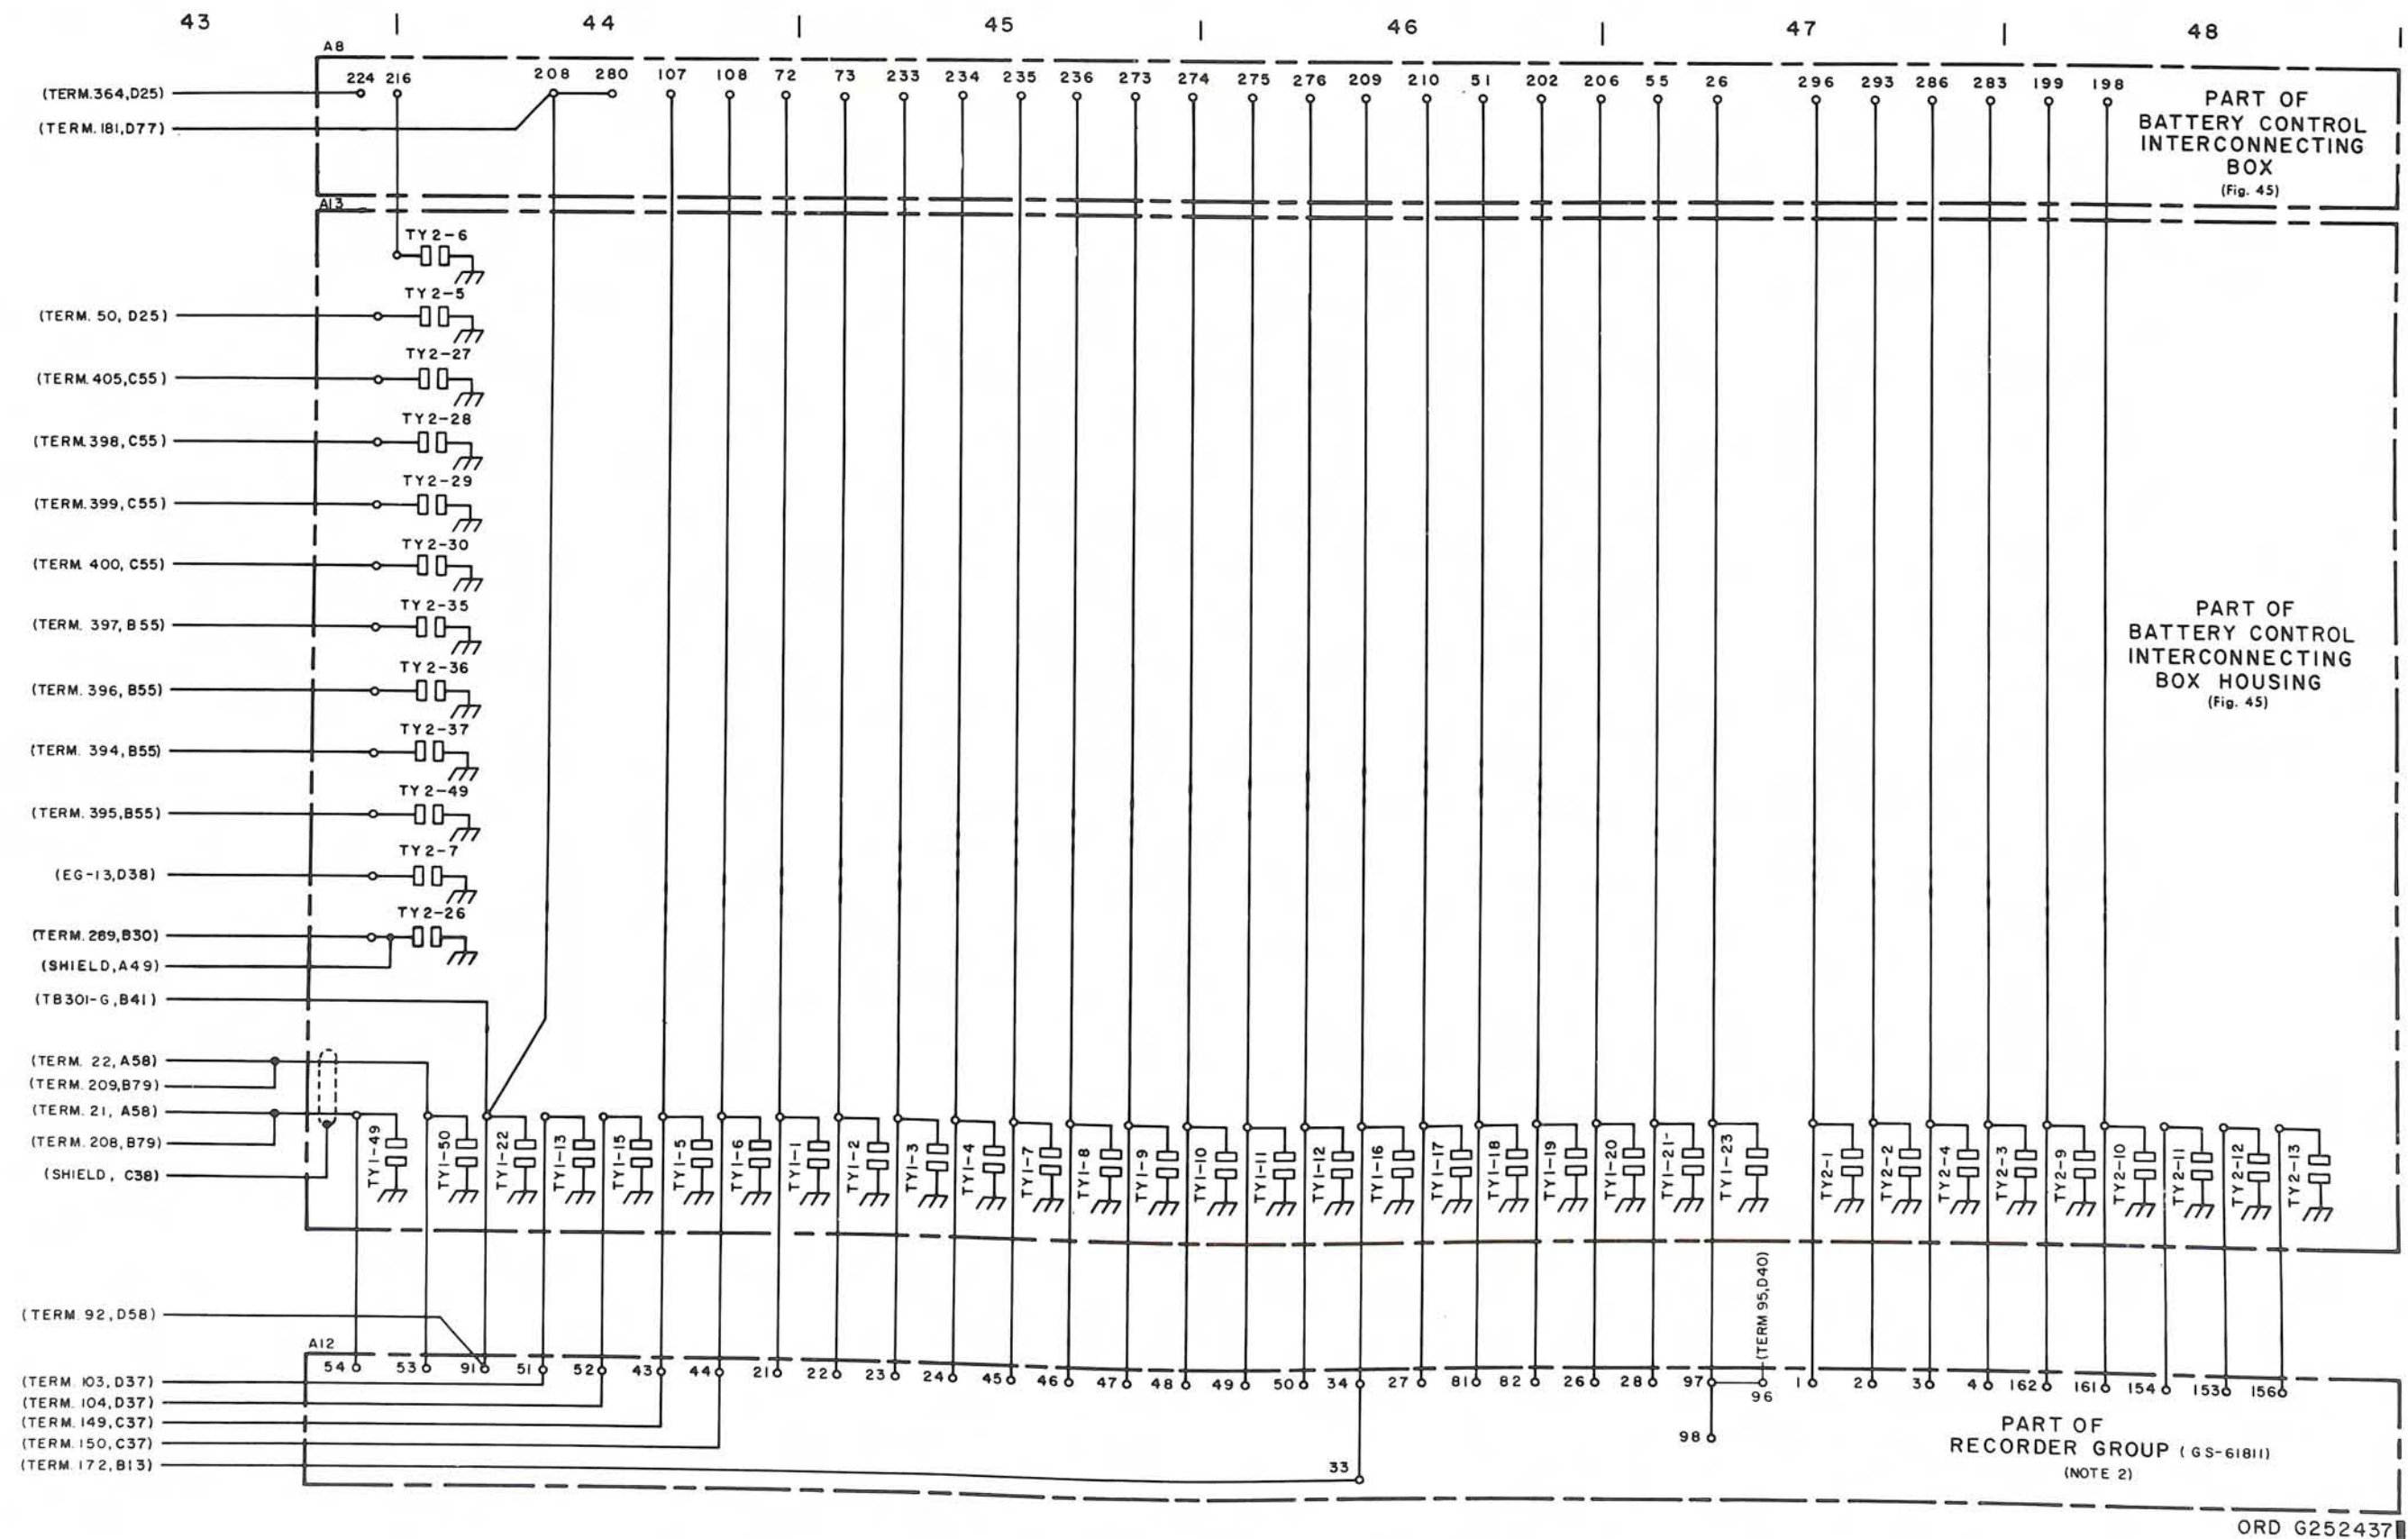 43 | 44 | 45 | 46 | 47 | 48 |
A8
224 216 208 280 107 108 72 73 233 234 235 236 273 274 275 276 209 210 51 202 206 55 26 296 293 286 283 199 198
(TERM.364,D25)
(TERM.181,D77)
PART OF
BATTERY CONTROL
INTERCONNECTING
BOX
(Fig. 45)
A13
TY2-6
TY2-5
(TERM. 50, D25)
TY2-27
(TERM.405,C55)
TY2-28
(TERM.398,C55)
TY2-29
(TERM.399,C55)
TY2-30
(TERM. 400, C55)
TY2-35
(TERM. 397, B55)
TY2-36
(TERM. 396, B55)
TY2-37
(TERM. 394,B55)
TY2-49
(TERM. 395,B55)
TY2-7
(EG-13,D38)
TY2-26
(TERM.289,B30)
(SHIELD,A49)
(TB301-G,B41)
(TERM. 22, A58)
(TERM. 209,B79)
(TERM. 21, A58)
(TERM. 208, B79)
(SHIELD, C38)
PART OF
BATTERY CONTROL
INTERCONNECTING
BOX HOUSING
(Fig. 45)
TY1-49 TY1-50 TY1-22 TY1-13 TY1-15 TY1-5 TY1-6 TY1-1 TY1-2 TY1-3 TY1-4 TY1-7 TY1-8 TY1-9 TY1-10 TY1-11 TY1-12 TY1-16 TY1-17 TY1-18 TY1-19 TY1-20 TY1-21 TY1-23 TY2-1 TY2-2 TY2-4 TY2-3 TY2-9 TY2-10 TY2-11 TY2-12 TY2-13
(TERM 95,D40)
(TERM. 92, D58)
A12
54 53 91 51 52 43 44 21 22 23 24 45 46 47 48 49 50 34 27 81 82 26 28 97 96 1 2 3 4 162 161 154 153 156
(TERM. 103, D37)
(TERM. 104, D37)
(TERM. 149, C37)
(TERM. 150, C37)
(TERM. 172, B13)
33
98
PART OF
RECORDER GROUP (GS-61811)
(NOTE 2)
ORD G252437